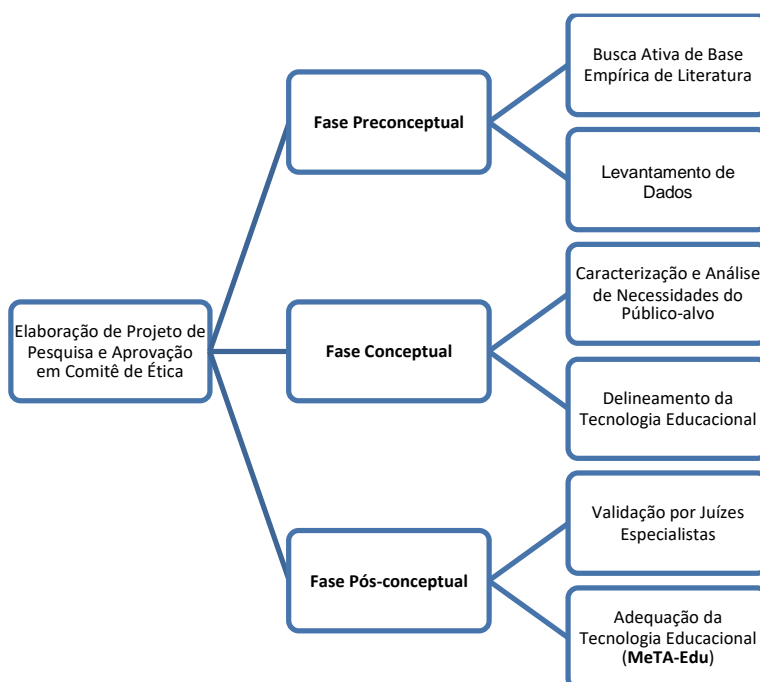 Elaboração de Projeto de
Pesquisa e Aprovação
em Comitê de Ética
Fase Preconceptual
Busca Ativa de Base
Empírica de Literatura
Levantamento de
Dados
Fase Conceptual
Caracterização e Análise
de Necessidades do
Público-alvo
Delineamento da
Tecnologia Educacional
Fase Pós-conceptual
Validação por Juízes
Especialistas
Adequação da
Tecnologia Educacional
(MeTA-Edu)